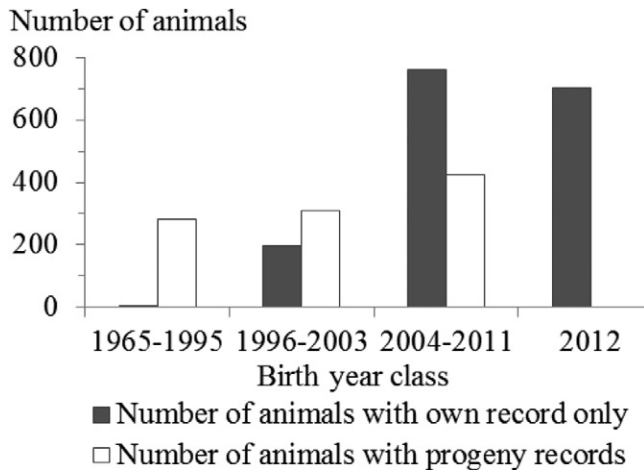 Number of animals
800
600
400
200
0
1965-1995 1996-2003 2004-2011 2012
Birth year class
Number of animals with own record only
Number of animals with progeny records